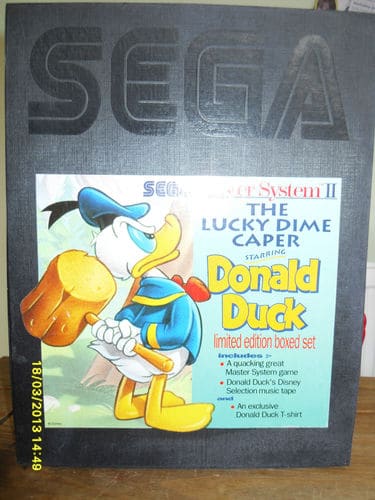 SEGA
SEGA Master System II
THE
LUCKY DIME
CAPER
STARRING
Donald
Duck
limited edition boxed set
includes :-
• A quacking great
Master System game
• Donald Duck's Disney
Selection music tape
and
• An exclusive
Donald Duck T-shirt
18/03/2013 14:49